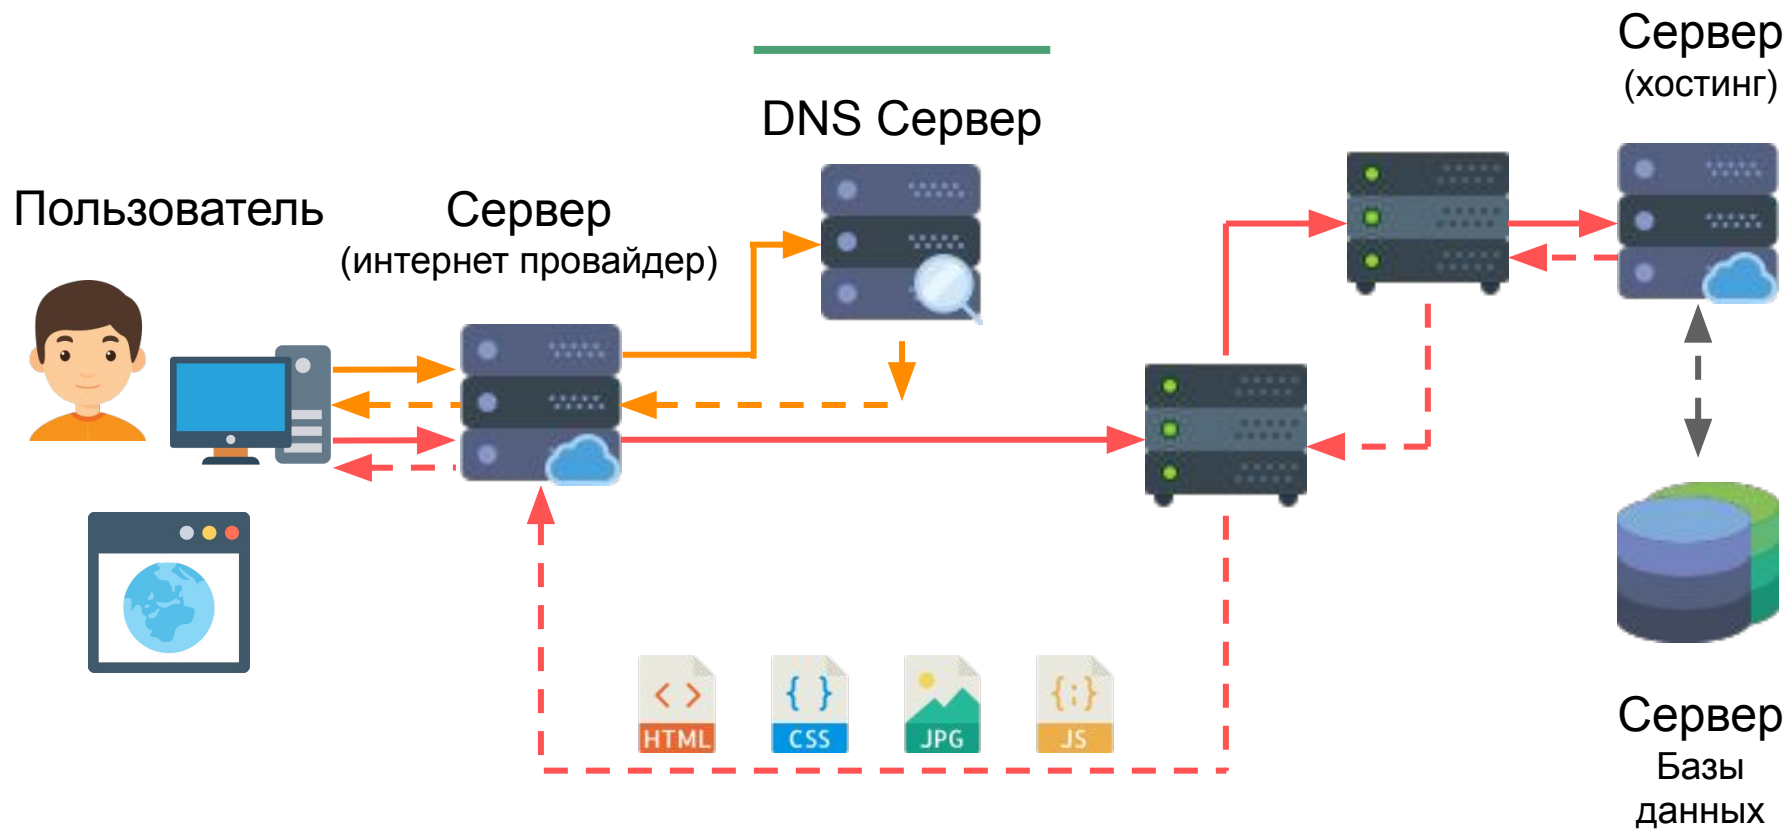 Пользователь
Сервер
(интернет провайдер)
DNS Сервер
Сервер
(хостинг)
HTML
CSS
JPG
JS
Сервер
Базы
данных